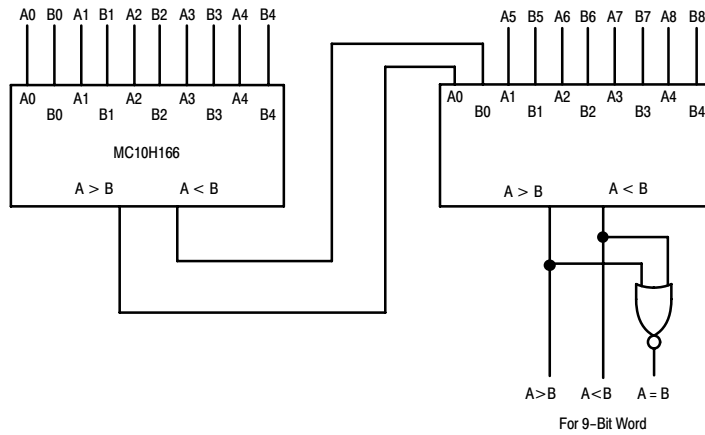 A0 B0 A1 B1 A2 B2 A3 B3 A4 B4
A0 A1 A2 A3 A4
B0 B1 B2 B3 B4
MC10H166
A > B A < B
A5 B5 A6 B6 A7 B7 A8 B8
A0 A1 A2 A3 A4
B0 B1 B2 B3 B4
A > B A < B
A>B A<B A = B
For 9-Bit Word